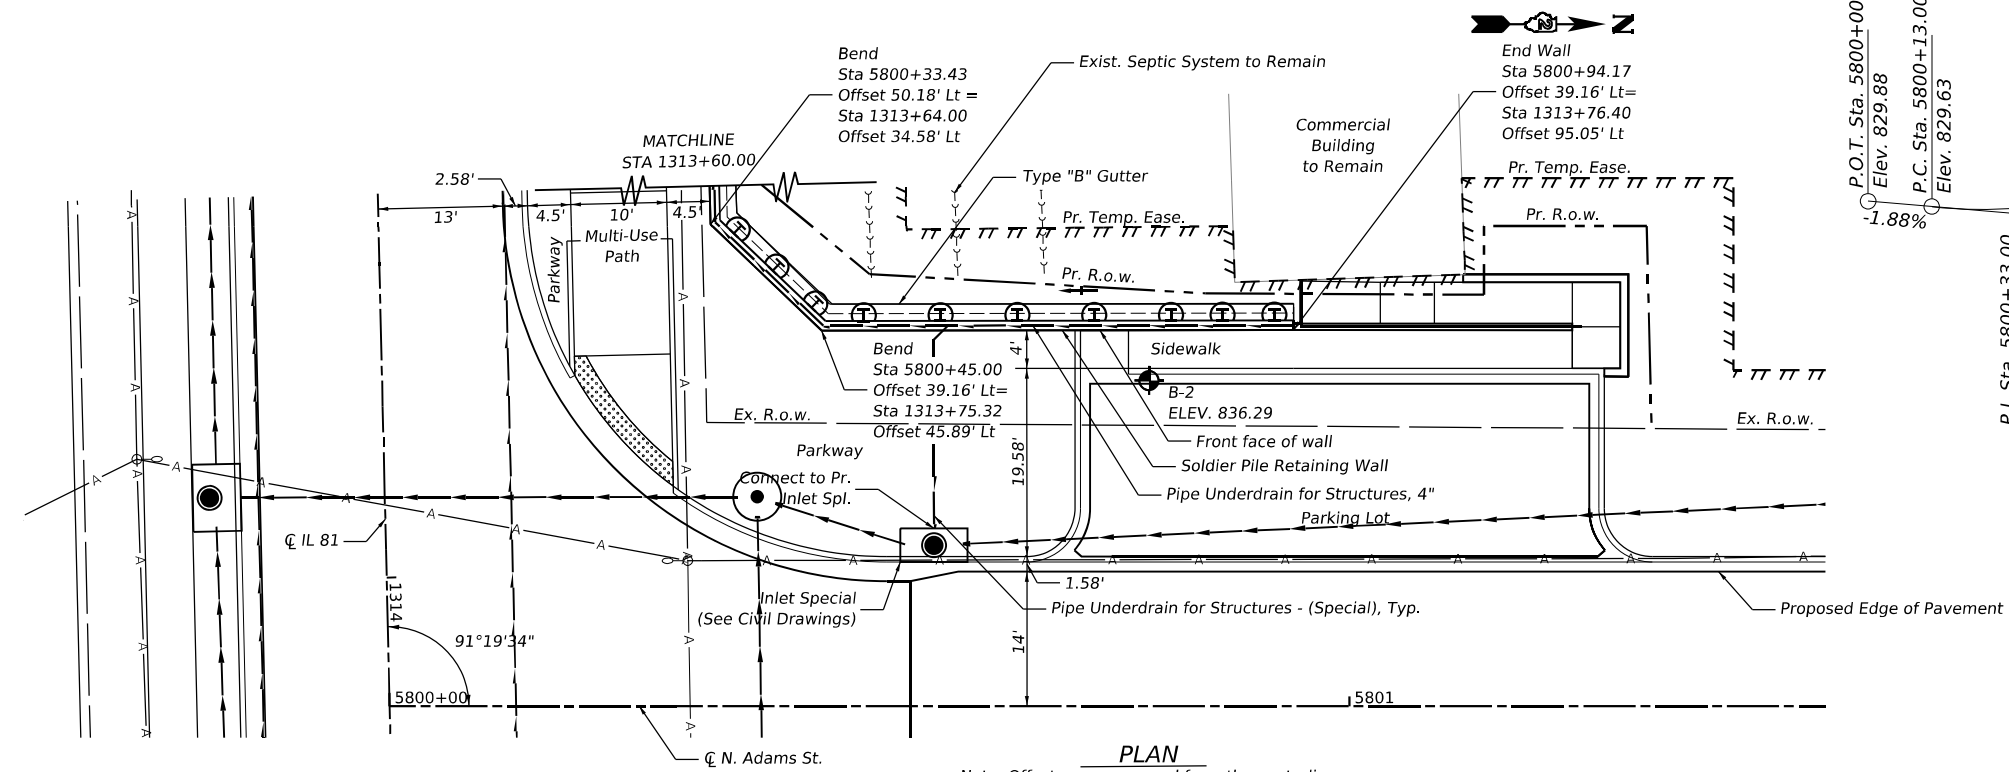 Bend
Sta 5800+33.43
Offset 50.18' Lt =
Sta 1313+64.00
Offset 34.58' Lt
Exist. Septic System to Remain
N
End Wall
Sta 5800+94.17
Offset 39.16' Lt=
Sta 1313+76.40
Offset 95.05' Lt
P.O.T. Sta. 5800+00
Elev. 829.88
P.C. Sta. 5800+13.00
Elev. 829.63
-1.88%
MATCHLINE
STA 1313+60.00
Commercial
Building
to Remain
Pr. Temp. Ease.
2.58'
Type "B" Gutter
13'
4.5'
10'
4.5'
Parkway
Multi-Use
Path
Pr. Temp. Ease.
Pr. R.o.w.
Pr. R.o.w.
Bend
Sta 5800+45.00
Offset 39.16' Lt=
Sta 1313+75.32
Offset 45.89' Lt
4'
Sidewalk
B-2
ELEV. 836.29
Ex. R.o.w.
Ex. R.o.w.
Front face of wall
Soldier Pile Retaining Wall
Pipe Underdrain for Structures, 4"
Parkway
Connect to Pr.
Inlet Spl.
19.58'
Parking Lot
℄ IL 81
1314
1.58'
Inlet Special
(See Civil Drawings)
Pipe Underdrain for Structures - (Special), Typ.
Proposed Edge of Pavement
91°19'34"
14'
5800+00
5801
℄ N. Adams St.
PLAN